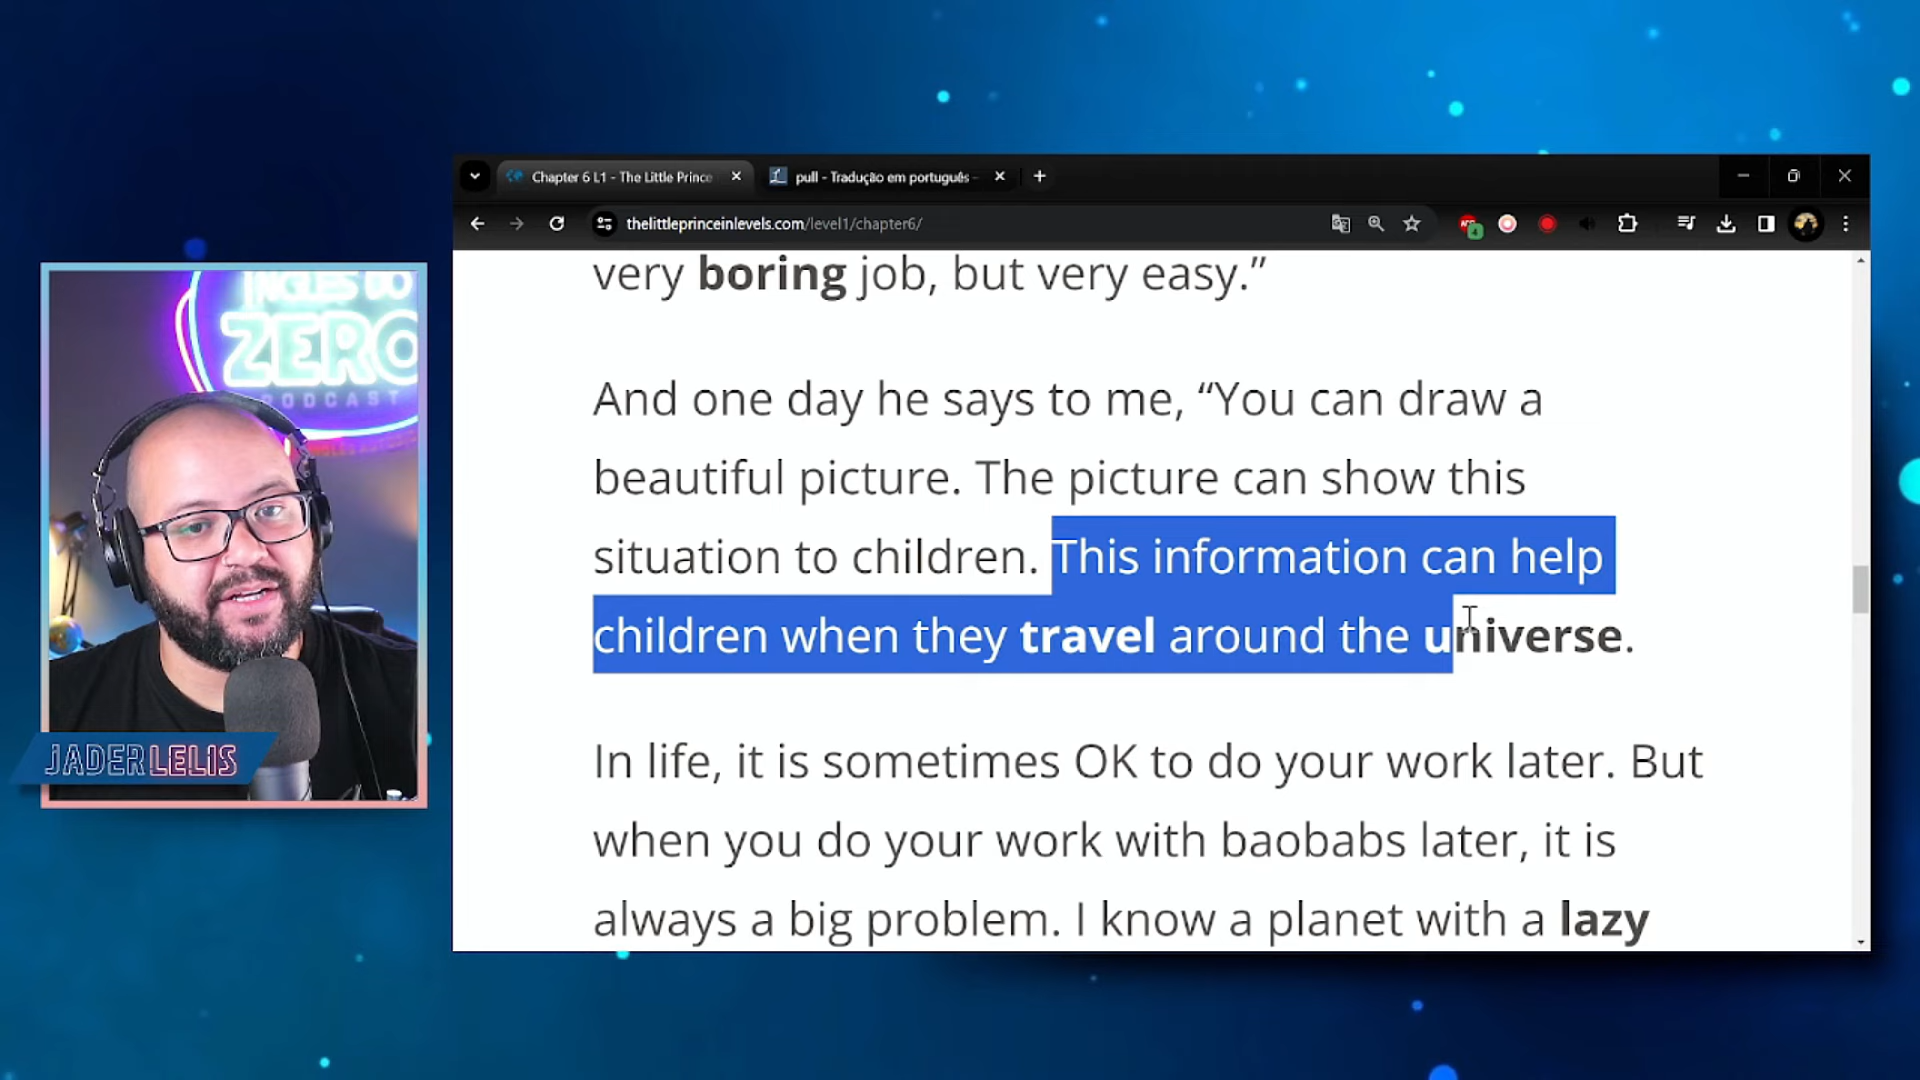 INGLÊS DO
ZERO
PODCAST
JADERLELIS
Chapter 6 L1 - The Little Prince
pull - Tradução em português -
thelittleprinceinlevels.com/level1/chapter6/
4
very boring job, but very easy.”
And one day he says to me, “You can draw a
beautiful picture. The picture can show this
situation to children. This information can help
children when they travel around the universe.
In life, it is sometimes OK to do your work later. But
when you do your work with baobabs later, it is
always a big problem. I know a planet with a lazy